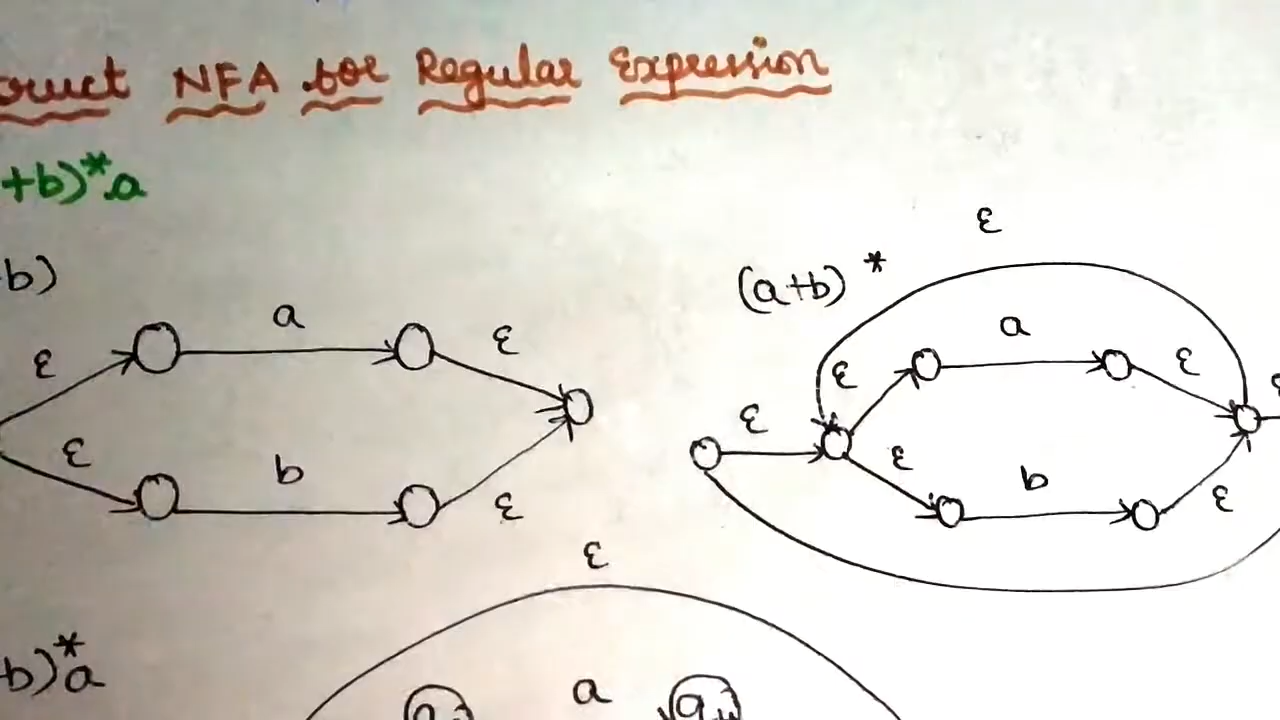 ruct NFA for Regular Expression
+b)*.a
b)
ε a ε
ε b ε
(a+b)*
ε
ε ε a ε
ε b ε
ε
b)*a
a